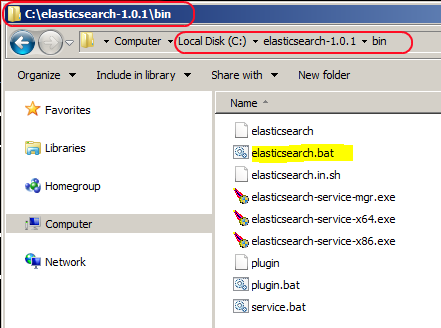 C:\elasticsearch-1.0.1\bin
Computer Local Disk (C:) elasticsearch-1.0.1 bin
Organize Include in library Share with New folder
Favorites
Libraries
Homegroup
Computer
Network
Name
elasticsearch
elasticsearch.bat
elasticsearch.in.sh
elasticsearch-service-mgr.exe
elasticsearch-service-x64.exe
elasticsearch-service-x86.exe
plugin
plugin.bat
service.bat